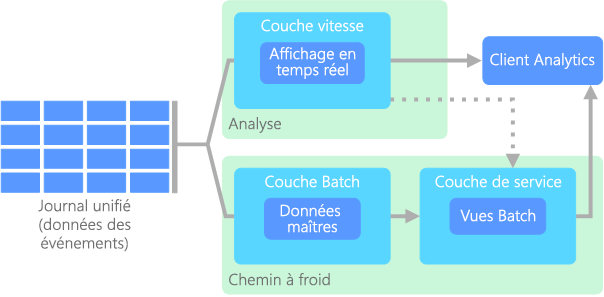 Couche vitesse
Affichage en
temps réel
Analyse
Client Analytics
Journal unifié
(données des
événements)
Couche Batch
Données
maîtres
Couche de service
Vues Batch
Chemin à froid